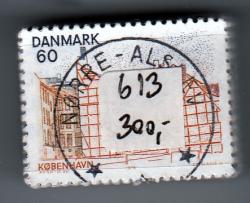 DANMARK
60
NØRRE-ALS
613
300,-
KØBENHAVN